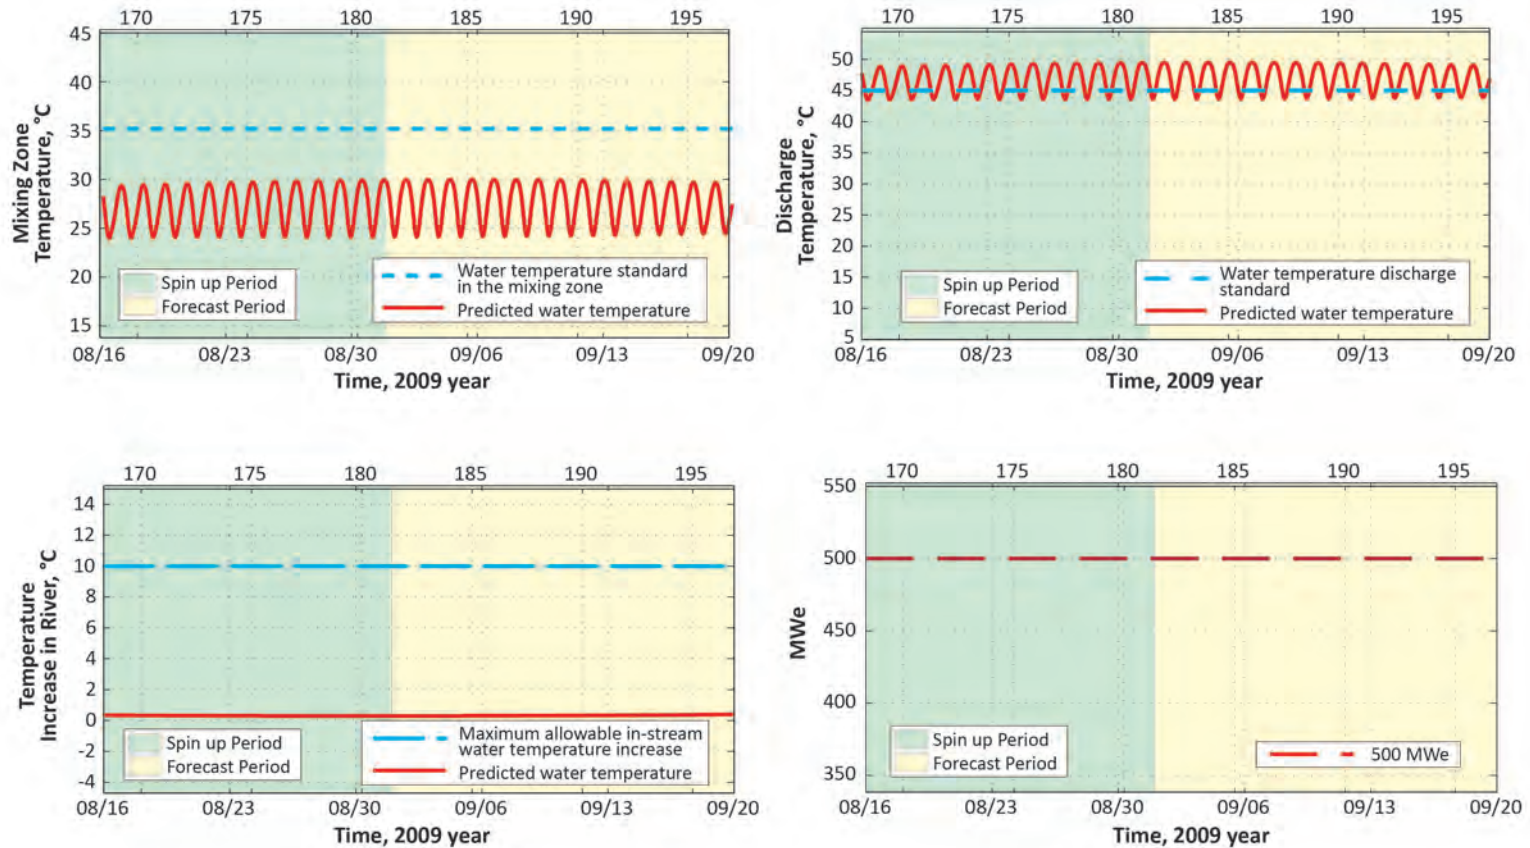 170 175 180 185 190 195
45
40
35
30
25
20
15
Mixing Zone
Temperature, °C
Spin up Period
Forecast Period
Water temperature standard
in the mixing zone
Predicted water temperature
08/16 08/23 08/30 09/06 09/13 09/20
Time, 2009 year
170 175 180 185 190 195
50
45
40
35
30
25
20
15
10
5
Discharge
Temperature, °C
Spin up Period
Forecast Period
Water temperature discharge
standard
Predicted water temperature
08/16 08/23 08/30 09/06 09/13 09/20
Time, 2009 year
170 175 180 185 190 195
14
12
10
8
6
4
2
0
-2
-4
Temperature
Increase in River, °C
Spin up Period
Forecast Period
Maximum allowable in-stream
water temperature increase
Predicted water temperature
08/16 08/23 08/30 09/06 09/13 09/20
Time, 2009 year
170 175 180 185 190 195
550
500
450
400
350
MWe
Spin up Period
Forecast Period
500 MWe
08/16 08/23 08/30 09/06 09/13 09/20
Time, 2009 year